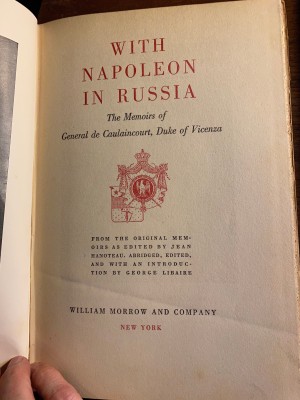 WITH
NAPOLEON
IN RUSSIA
The Memoirs of
General de Caulaincourt, Duke of Vicenza
FROM THE ORIGINAL MEM-
OIRS AS EDITED BY JEAN
HANOTEAU. ABRIDGED, EDITED,
AND WITH AN INTRODUC-
TION BY GEORGE LIBAIRE
WILLIAM MORROW AND COMPANY
NEW YORK